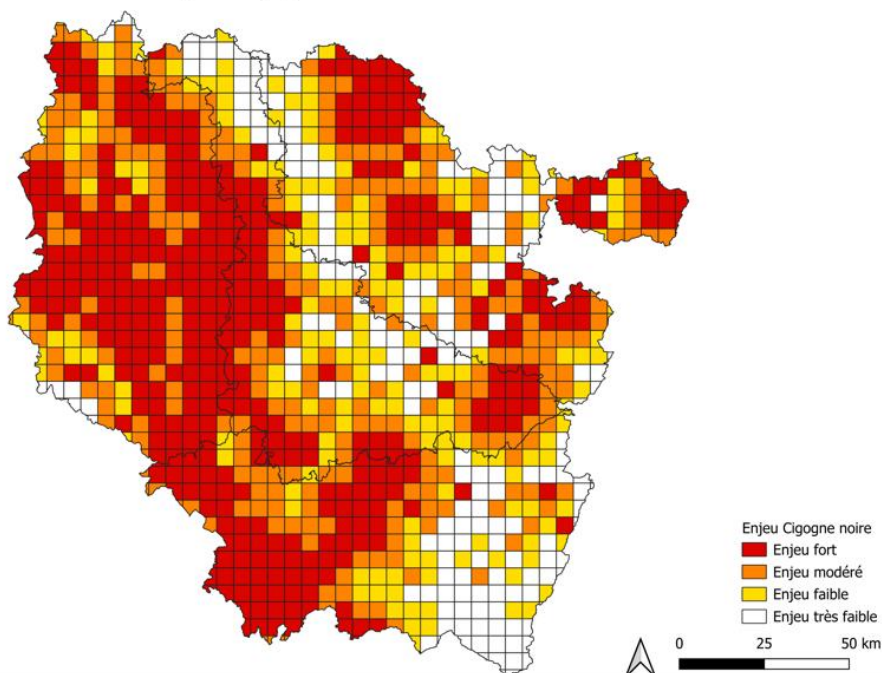 Enjeu Cigogne noire
Enjeu fort
Enjeu modéré
Enjeu faible
Enjeu très faible
0 25 50 km